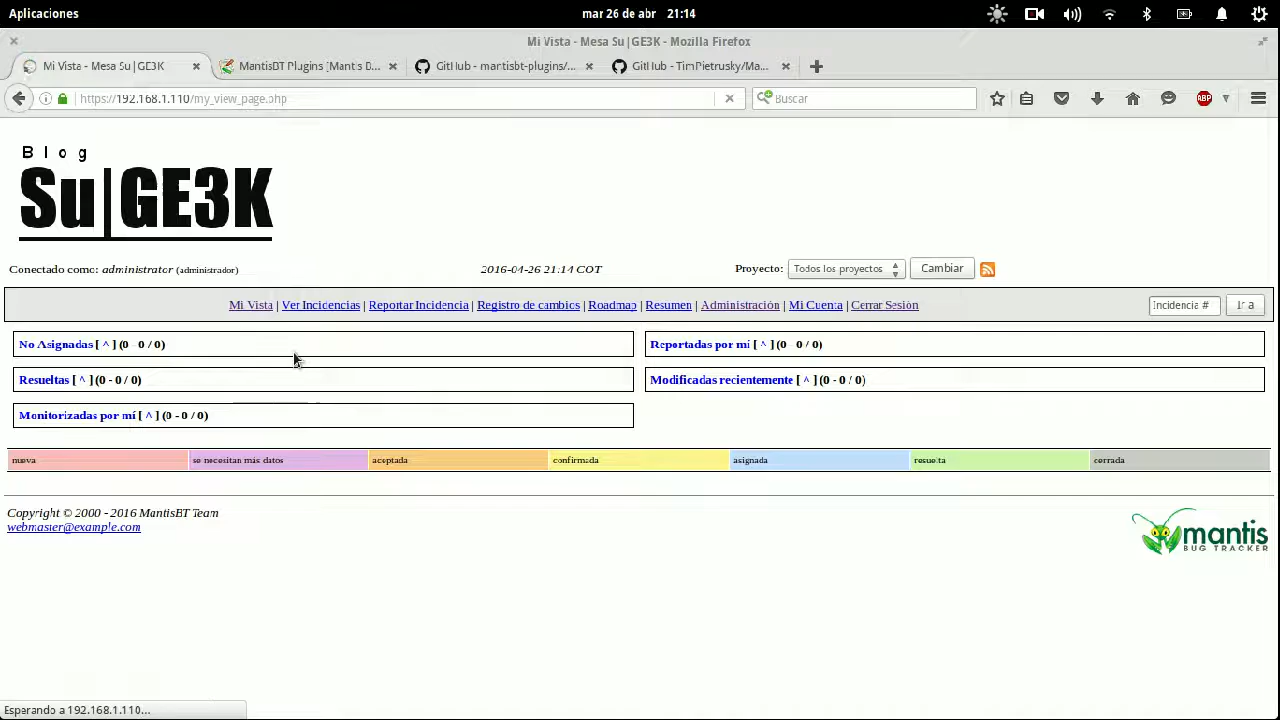 Aplicaciones
mar 26 de abr 21:14
Mi Vista - Mesa Su|GE3K - Mozilla Firefox
Mi Vista - Mesa Su|GE3K
MantisBT Plugins [Mantis B...
GitHub - mantisbt-plugins/...
GitHub - TimPietrusky/Ma...
https://192.168.1.110/my_view_page.php
Buscar
ABP
Blog
Su|GE3K
Conectado como: administrator (administrador)
2016-04-26 21:14 COT
Proyecto: Todos los proyectos Cambiar
Mi Vista | Ver Incidencias | Reportar Incidencia | Registro de cambios | Roadmap | Resumen | Administración | Mi Cuenta | Cerrar Sesión
Incidencia # Ir a
No Asignadas [ ^ ] (0 - 0 / 0)
Reportadas por mí [ ^ ] (0 - 0 / 0)
Resueltas [ ^ ] (0 - 0 / 0)
Modificadas recientemente [ ^ ] (0 - 0 / 0)
Monitorizadas por mí [ ^ ] (0 - 0 / 0)
nueva se necesitan más datos aceptada confirmada asignada resuelta cerrada
Copyright © 2000 - 2016 MantisBT Team
webmaster@example.com
mantis
BUG TRACKER
Esperando a 192.168.1.110...